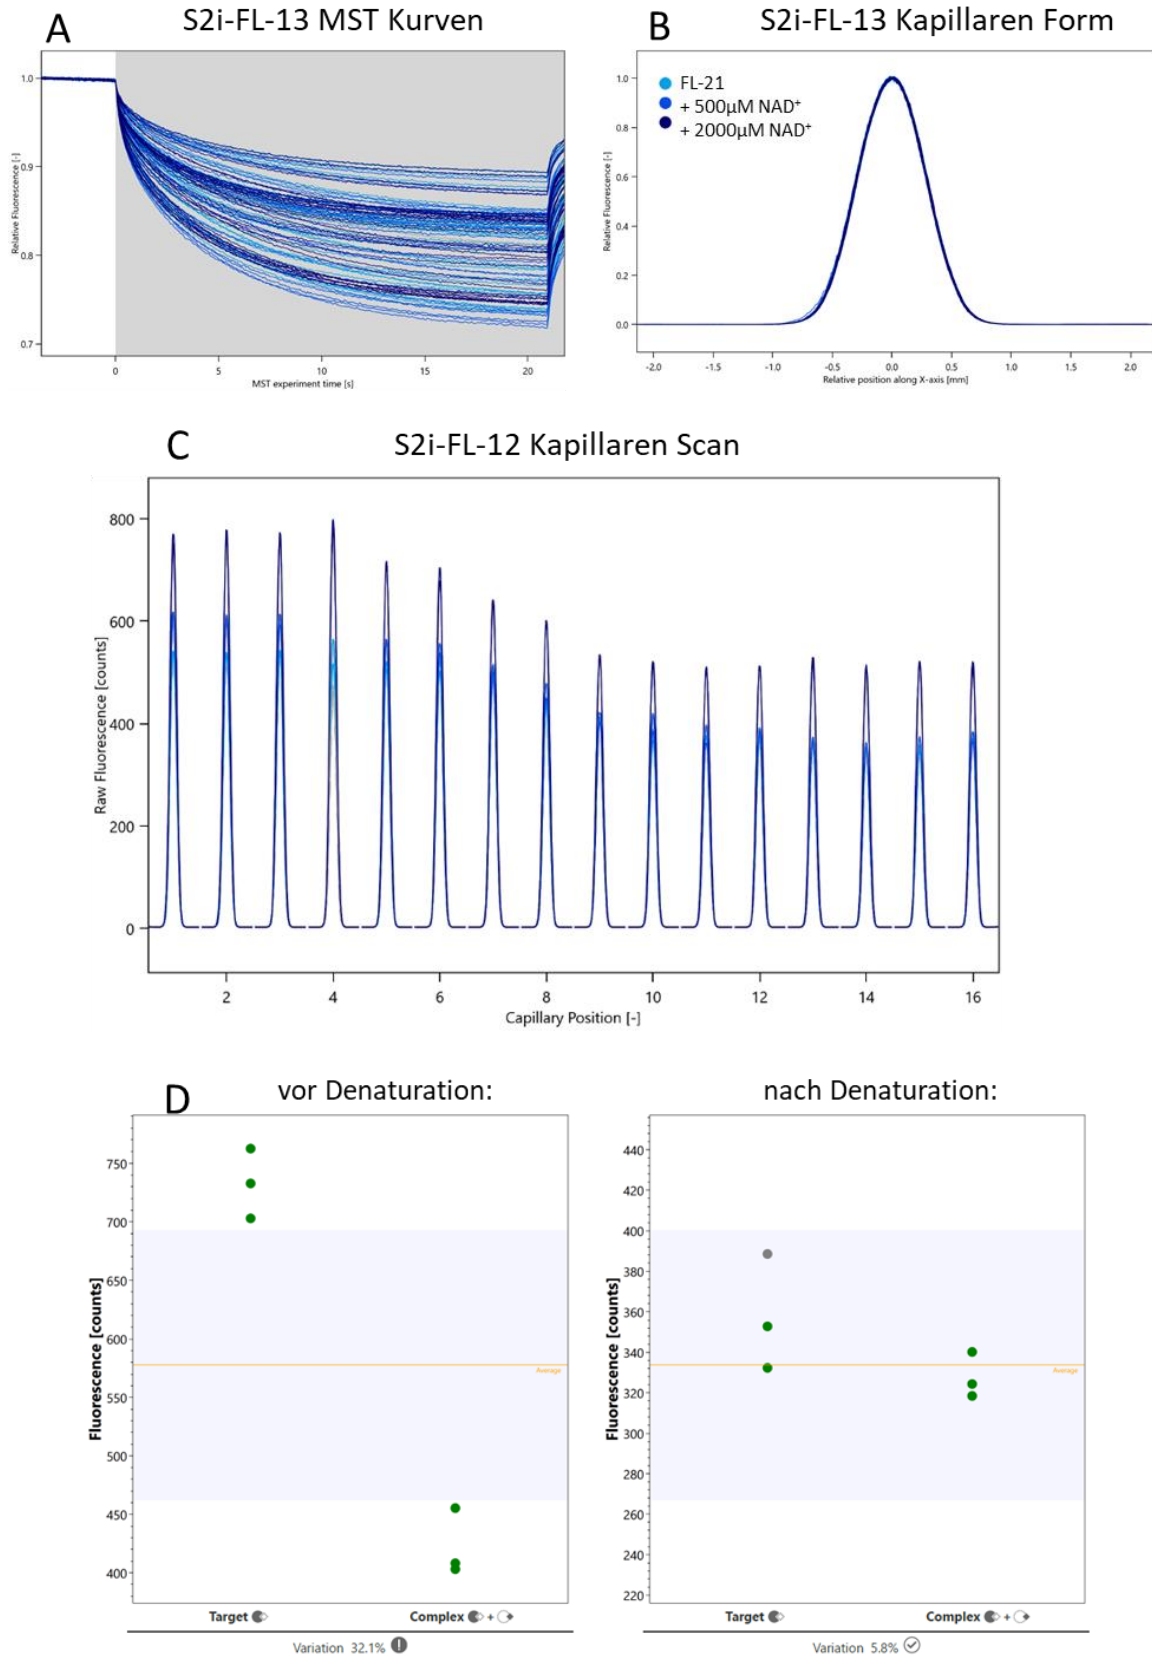 A
S2i-FL-13 MST Kurven
1.0
0.9
0.8
0.7
Relative Fluorescence [-]
0
5
10
15
20
MST experiment time [s]
B
S2i-FL-13 Kapillaren Form
FL-21
+ 500µM NAD⁺
+ 2000µM NAD⁺
1.0
0.8
0.6
0.4
0.2
0.0
Relative Fluorescence [-]
-2.0
-1.5
-1.0
-0.5
0.0
0.5
1.0
1.5
2.0
Relative position along X-axis [mm]
C
S2i-FL-12 Kapillaren Scan
800
600
400
200
0
Raw Fluorescence [counts]
2
4
6
8
10
12
14
16
Capillary Position [-]
D
vor Denaturation:
750
700
650
600
550
500
450
400
Fluorescence [counts]
Average
Target
Complex +
Variation 32.1%
nach Denaturation:
440
420
400
380
360
340
320
300
280
260
240
220
Fluorescence [counts]
Average
Target
Complex +
Variation 5.8%